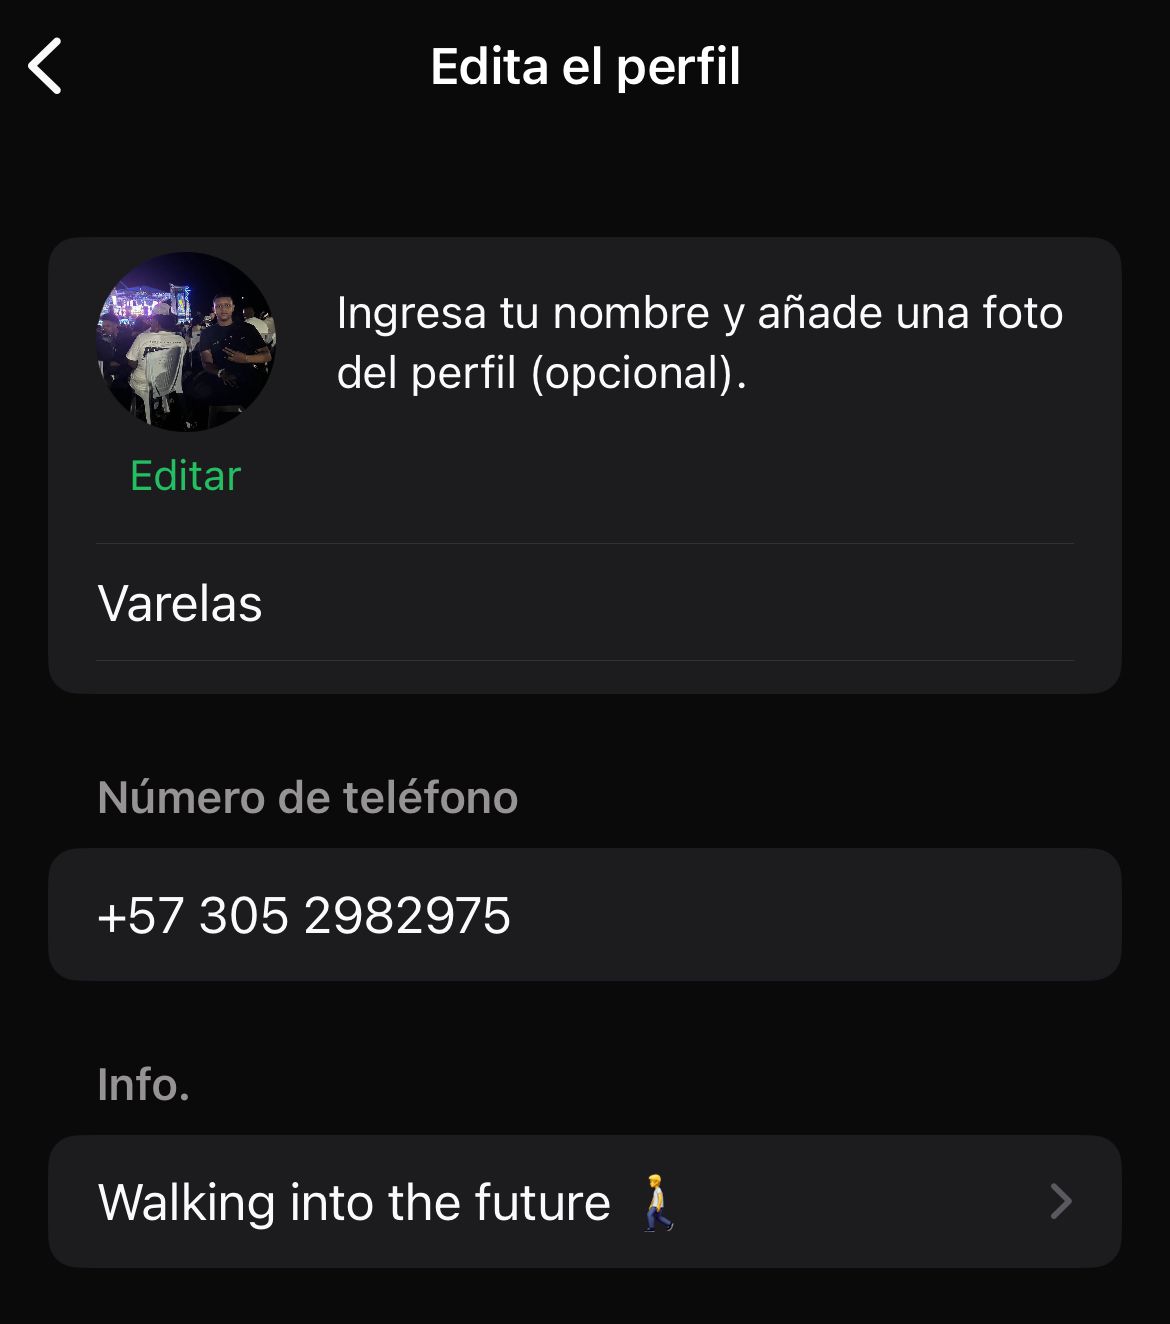 Edita el perfil
Ingresa tu nombre y añade una foto
del perfil (opcional).
Editar
Varelas
Número de teléfono
+57 305 2982975
Info.
Walking into the future 🚶